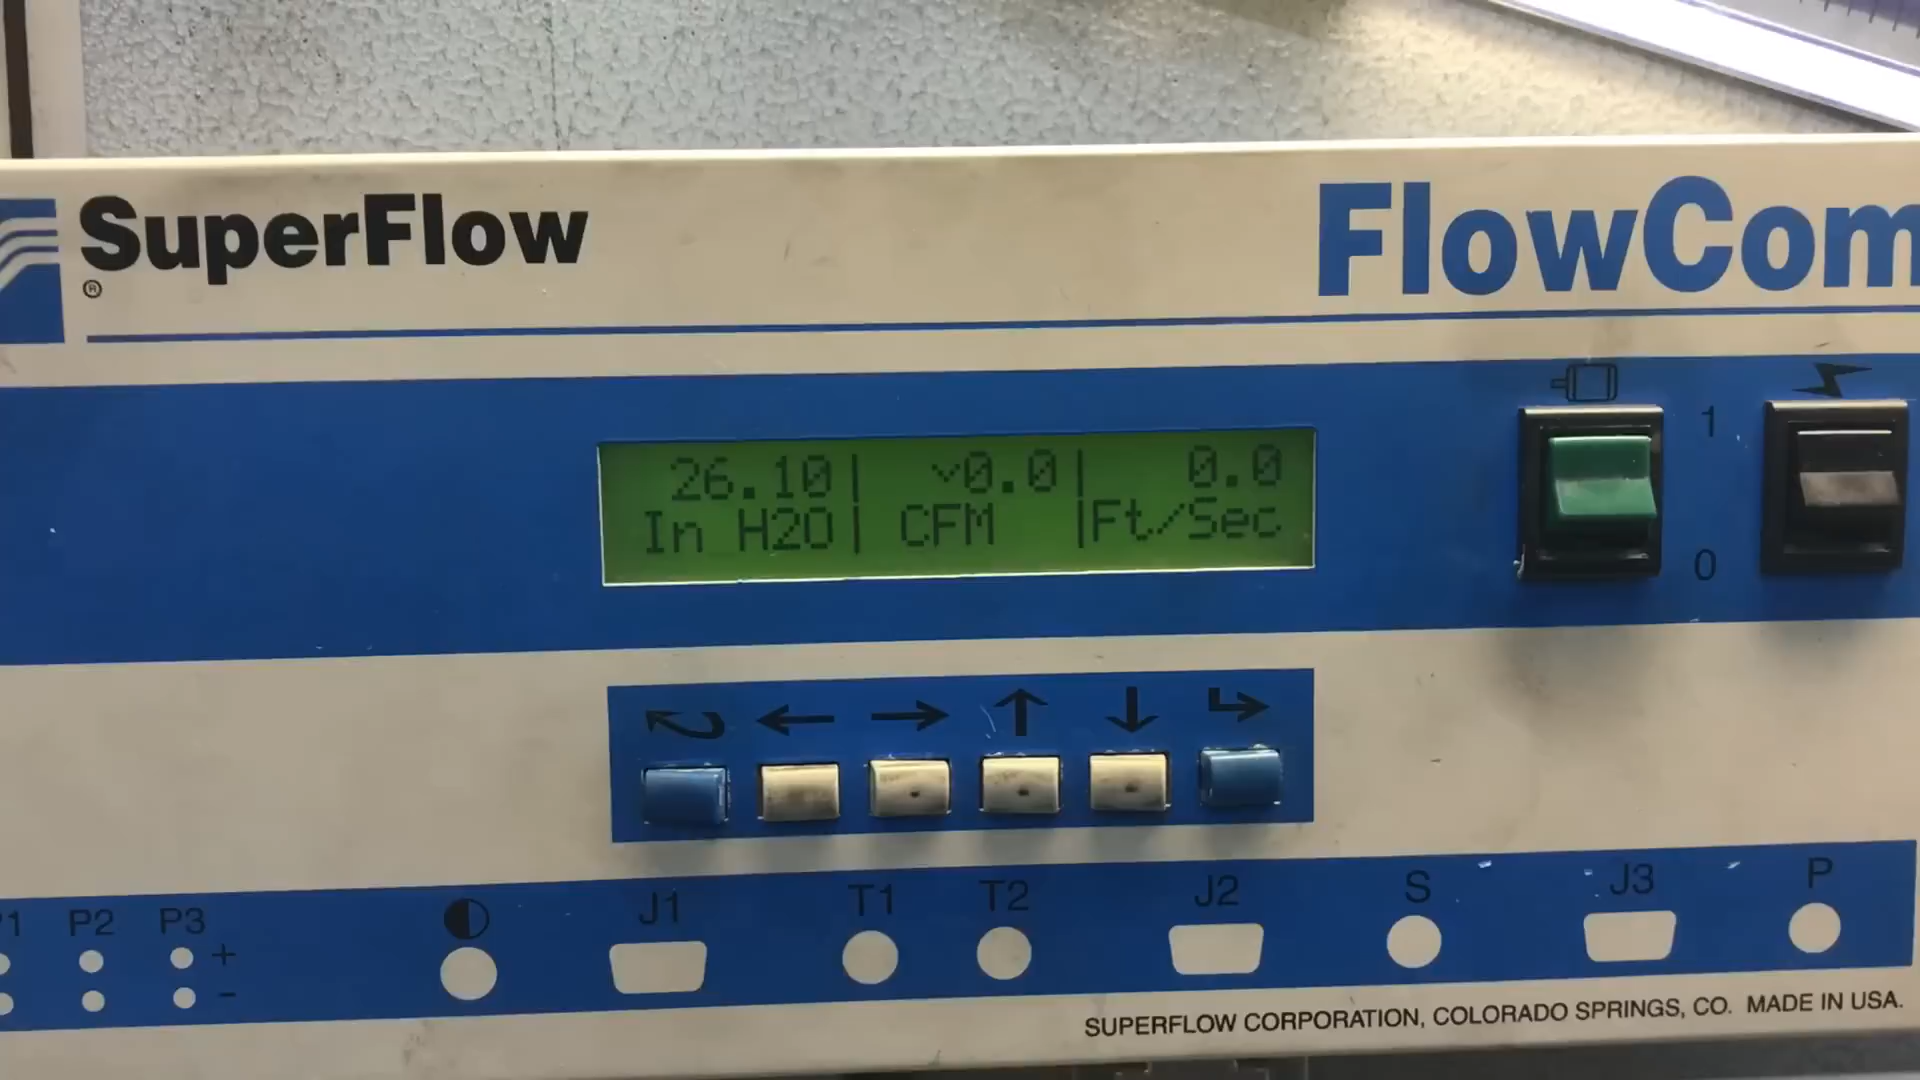 SuperFlow
®
FlowCom
1
0
26.10| ˅0.0| 0.0
In H2O| CFM |Ft/Sec
P2 P3 J1 T1 T2 J2 S J3 P
+
-
SUPERFLOW CORPORATION, COLORADO SPRINGS, CO. MADE IN USA.